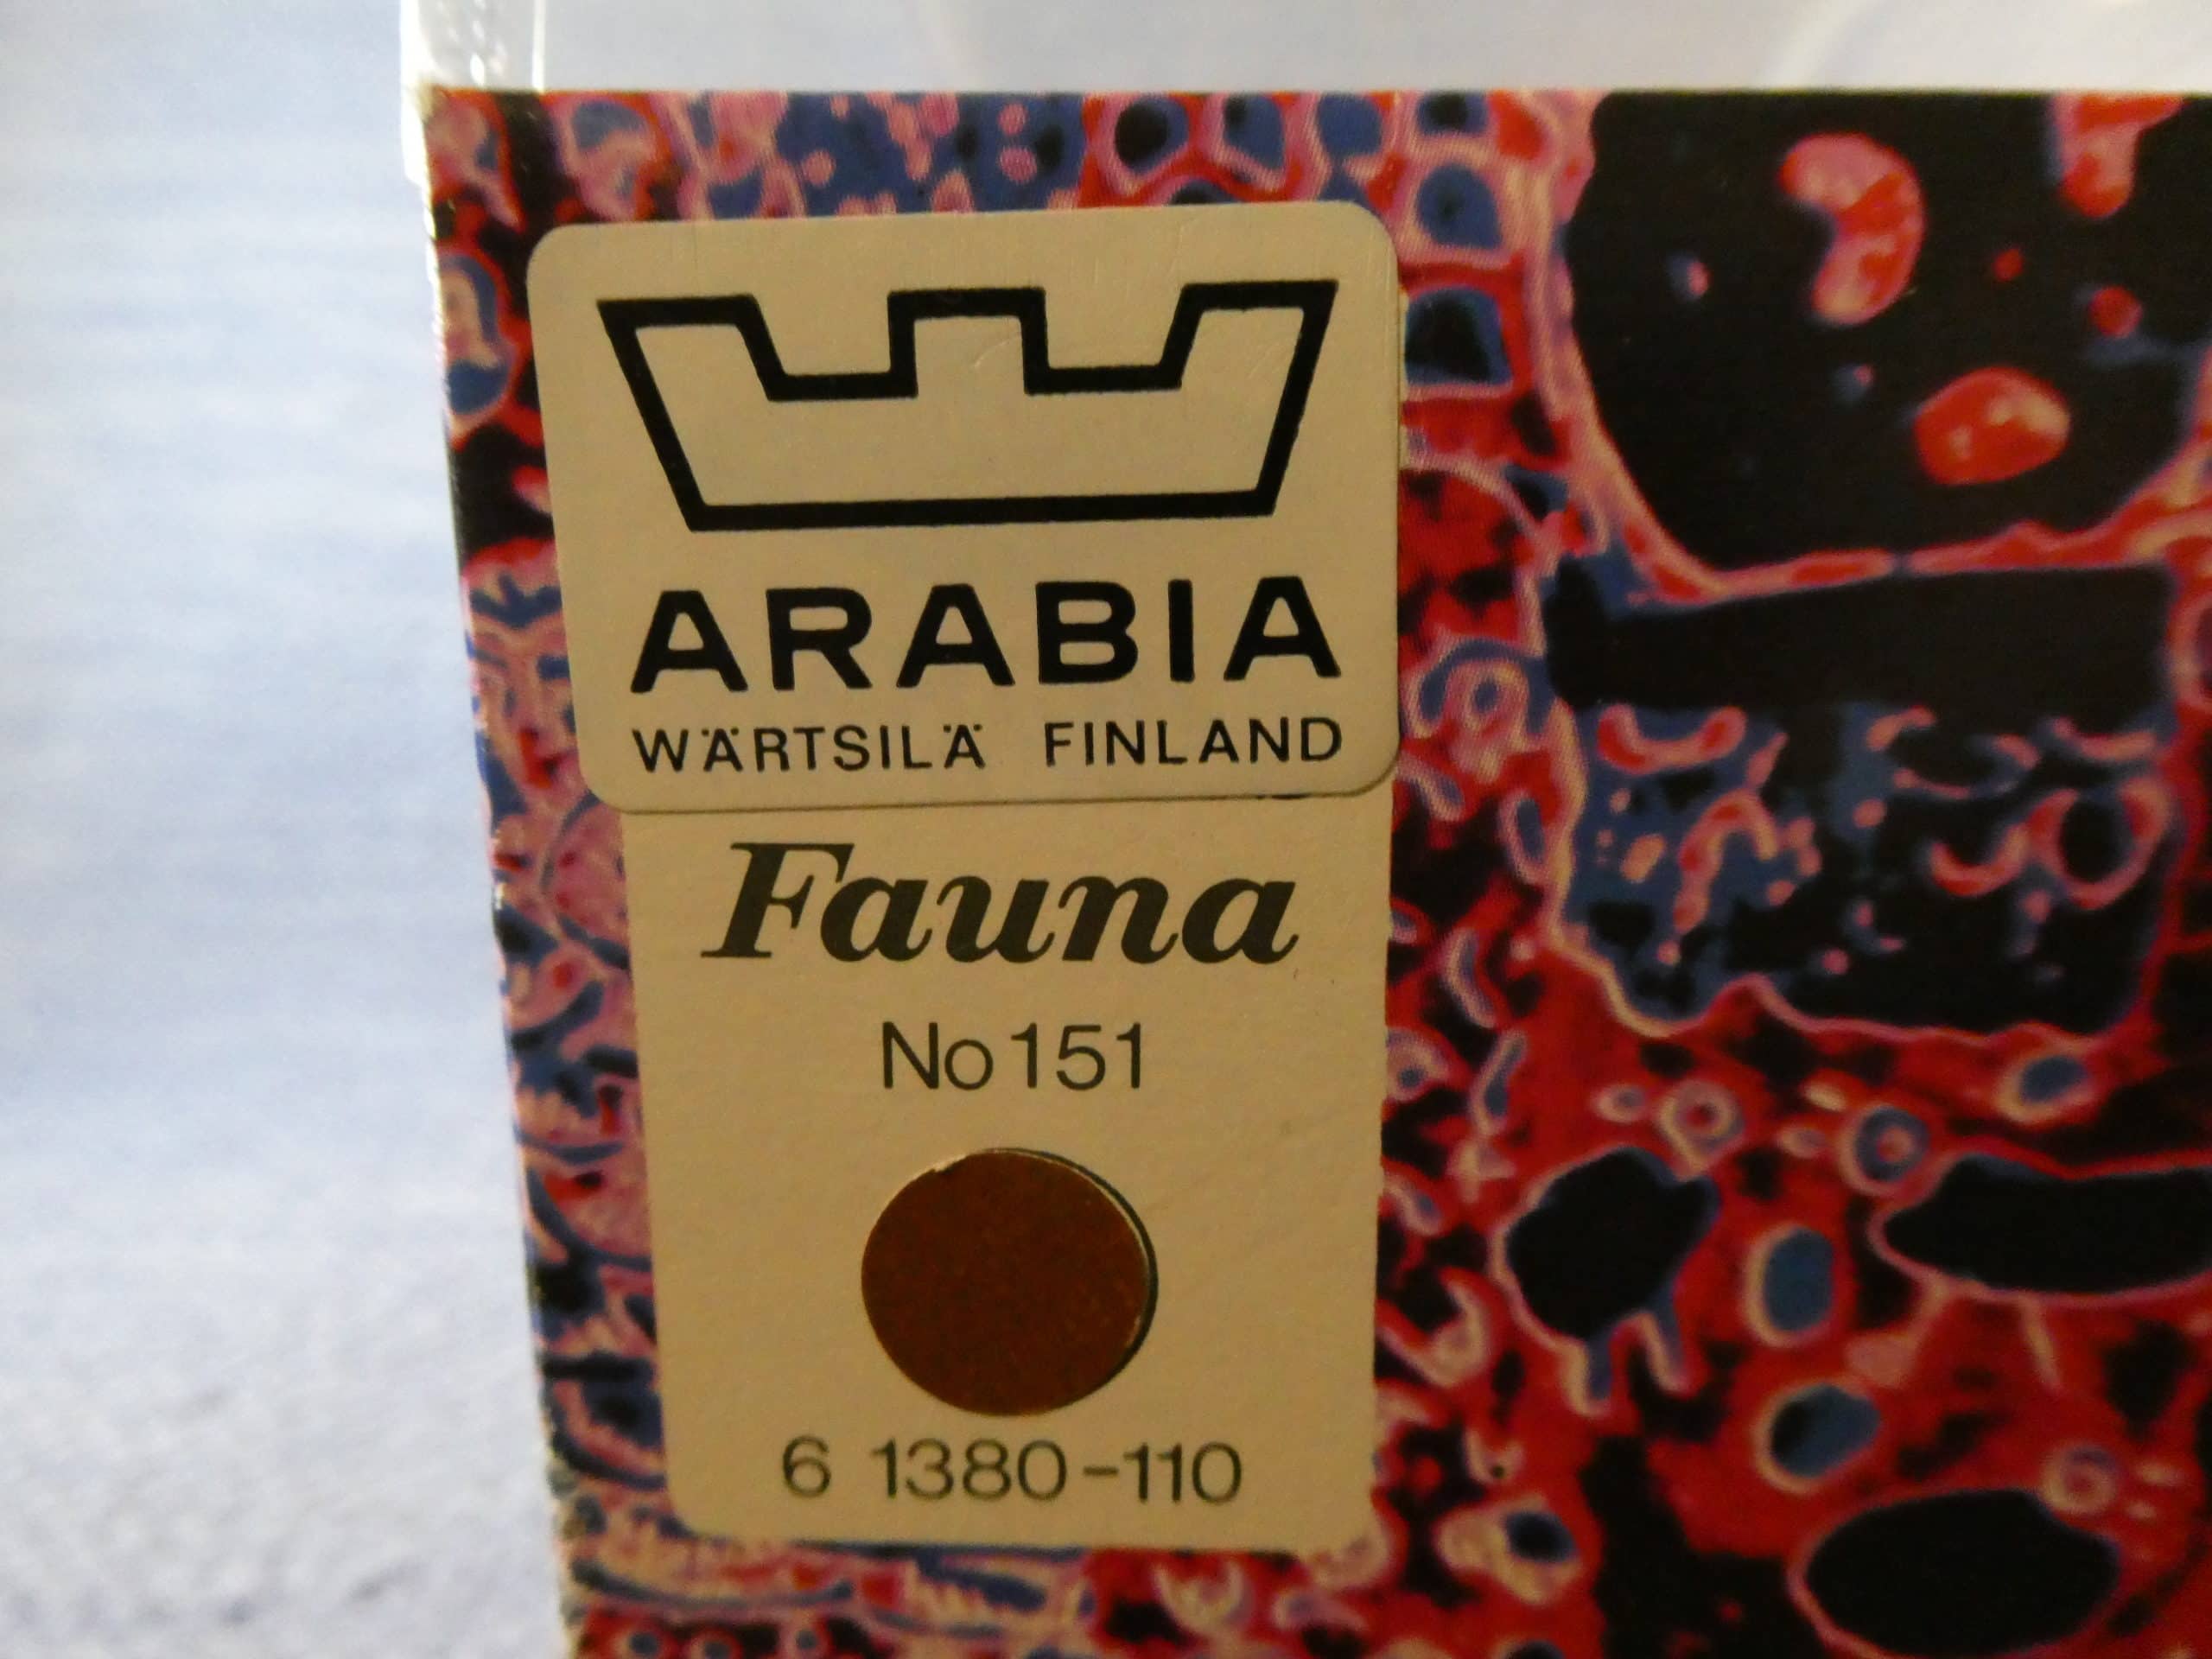 ARABIA
WÄRTSILÄ FINLAND
Fauna
No 151
6 1380-110